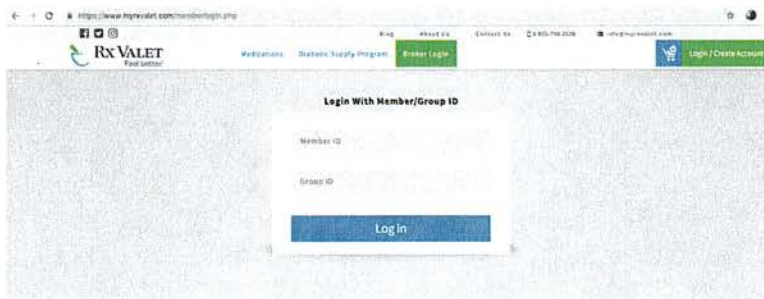 https://www.myrxvalet.com/memberlogin.php
Blog About Us Contact Us
RX VALET
Feel better!
Medications Diabetic Supply Program Broker Login
Login / Create Account
Login With Member/Group ID
Member ID
Group ID
Log in